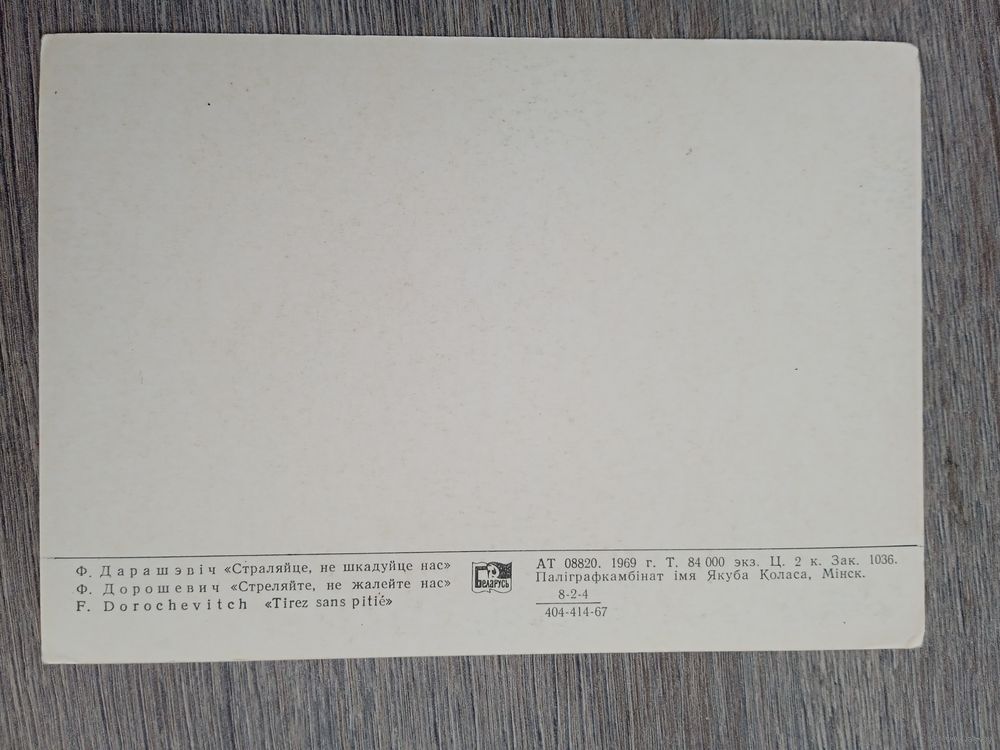 Ф. Дарашэвіч «Страляйце, не шкадуйце нас»
Ф. Дорошевич «Стреляйте, не жалейте нас»
F. Dorochevitch «Tirez sans pitié»
Беларусь
АТ 08820. 1969 г. Т. 84 000 экз. Ц. 2 к. Зак. 1036.
Паліграфкамбінат імя Якуба Коласа, Мінск.
8-2-4
404-414-67